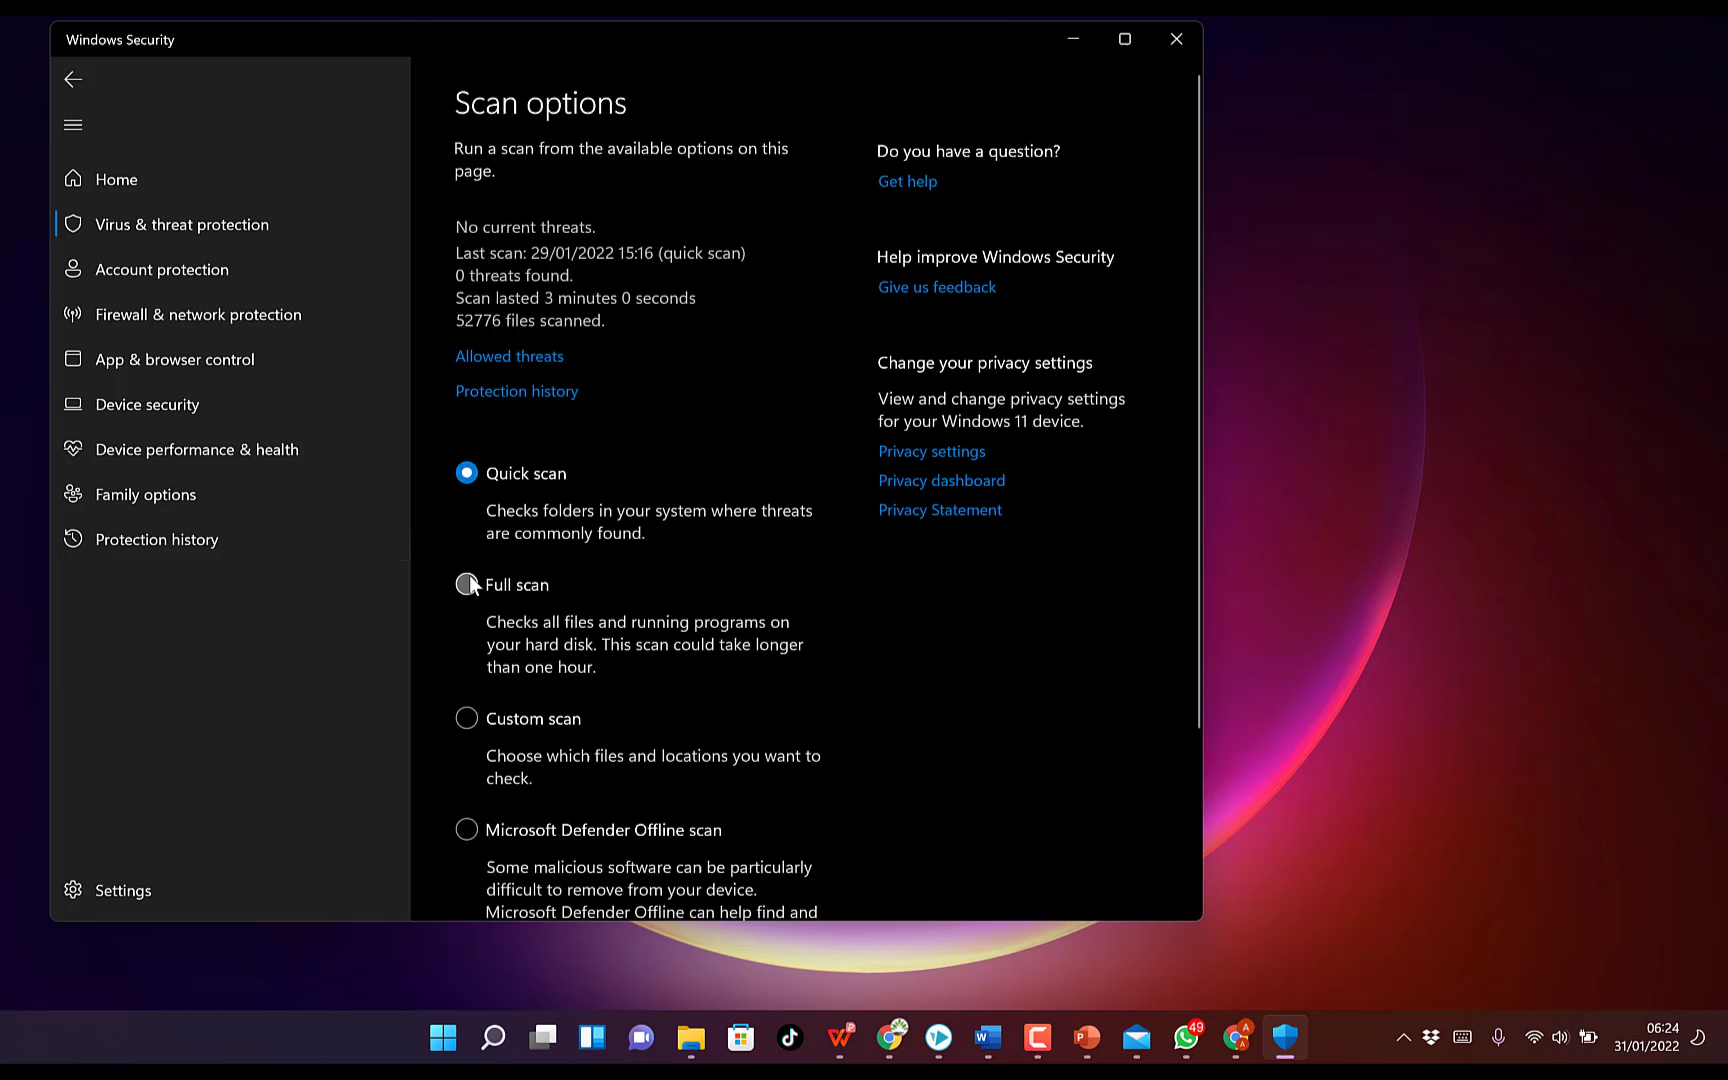 Windows Security
Home
Virus & threat protection
Account protection
Firewall & network protection
App & browser control
Device security
Device performance & health
Family options
Protection history
Settings
Scan options
Run a scan from the available options on this
page.
No current threats.
Last scan: 29/01/2022 15:16 (quick scan)
0 threats found.
Scan lasted 3 minutes 0 seconds
52776 files scanned.
Allowed threats
Protection history
Quick scan
Checks folders in your system where threats
are commonly found.
Full scan
Checks all files and running programs on
your hard disk. This scan could take longer
than one hour.
Custom scan
Choose which files and locations you want to
check.
Microsoft Defender Offline scan
Some malicious software can be particularly
difficult to remove from your device.
Microsoft Defender Offline can help find and
Do you have a question?
Get help
Help improve Windows Security
Give us feedback
Change your privacy settings
View and change privacy settings
for your Windows 11 device.
Privacy settings
Privacy dashboard
Privacy Statement
49
06:24
31/01/2022